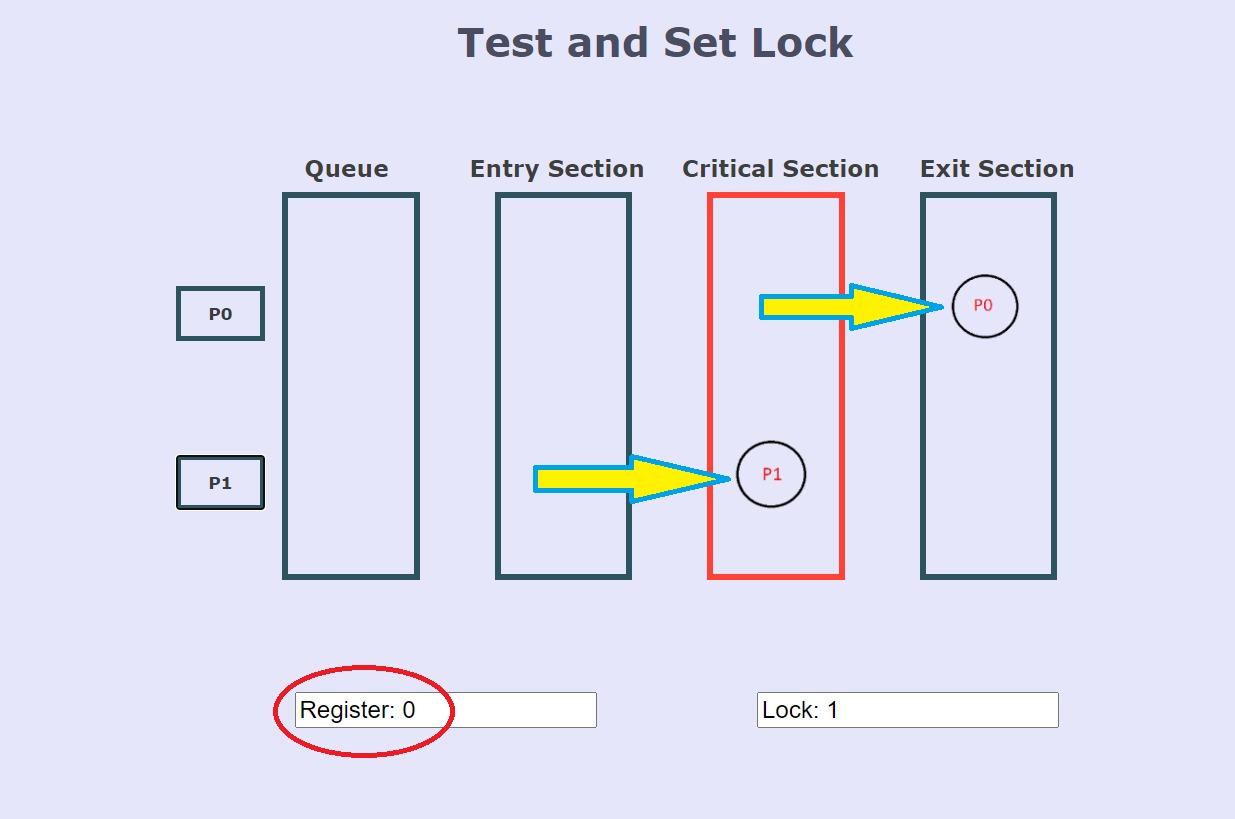 Test and Set Lock
Queue
Entry Section
Critical Section
Exit Section
P0
P0
P1
P1
Register: 0
Lock: 1